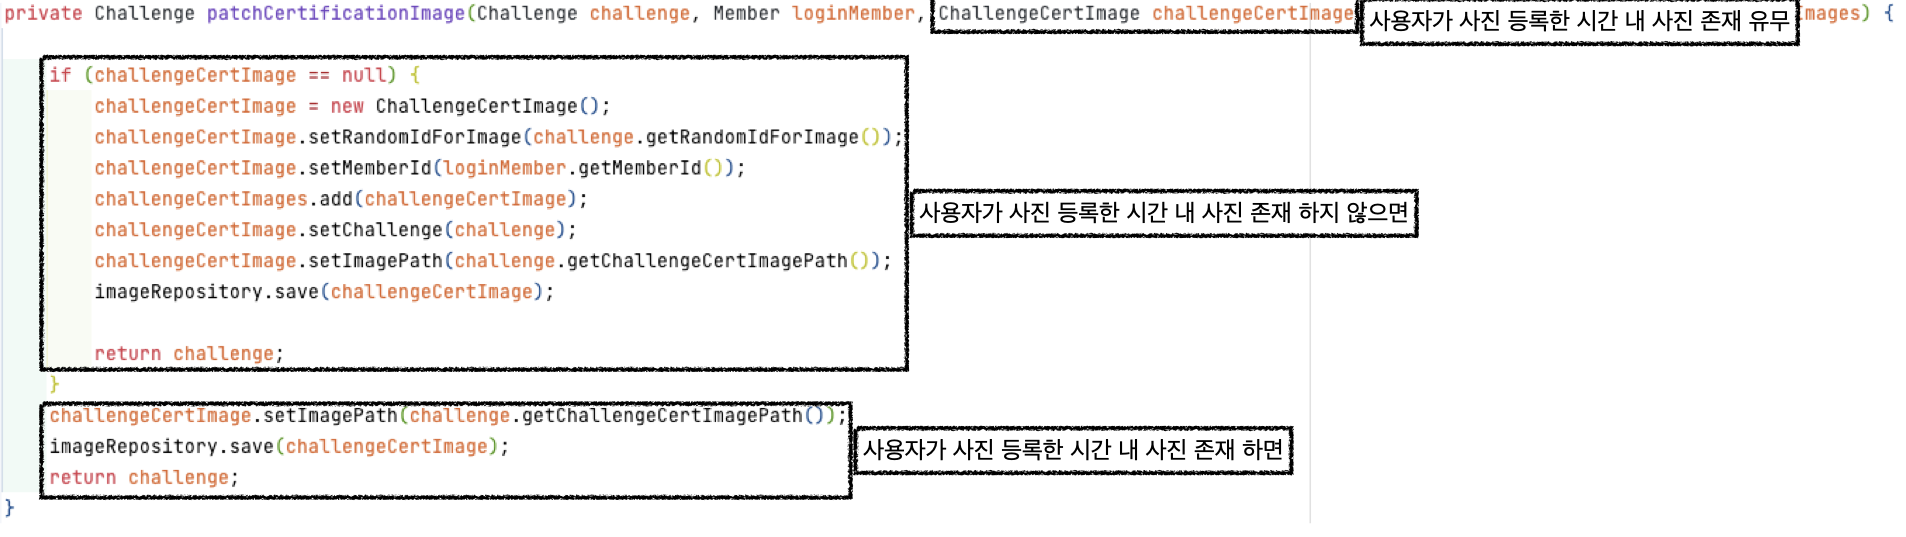 private Challenge patchCertificationImage(Challenge challenge, Member loginMember, ChallengeCertImage challengeCertImage 사용자가 사진 등록한 시간 내 사진 존재 유무 mages) {
if (challengeCertImage == null) {
challengeCertImage = new ChallengeCertImage();
challengeCertImage.setRandomIdForImage(challenge.getRandomIdForImage());
challengeCertImage.setMemberId(loginMember.getMemberId());
challengeCertImages.add(challengeCertImage);
사용자가 사진 등록한 시간 내 사진 존재 하지 않으면
challengeCertImage.setChallenge(challenge);
challengeCertImage.setImagePath(challenge.getChallengeCertImagePath());
imageRepository.save(challengeCertImage);
return challenge;
}
challengeCertImage.setImagePath(challenge.getChallengeCertImagePath());
imageRepository.save(challengeCertImage);
사용자가 사진 등록한 시간 내 사진 존재 하면
return challenge;
}